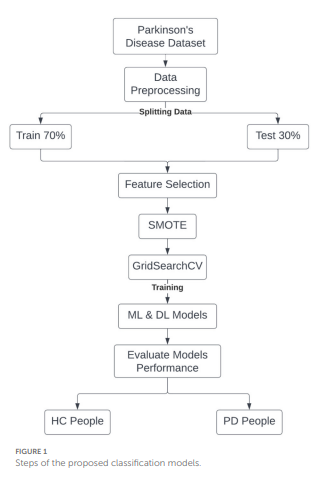 Parkinson's
Disease Dataset
Data
Preprocessing
Splitting Data
Train 70%
Test 30%
Feature Selection
SMOTE
GridSearchCV
Training
ML & DL Models
Evaluate Models
Performance
HC People
PD People
FIGURE 1
Steps of the proposed classification models.